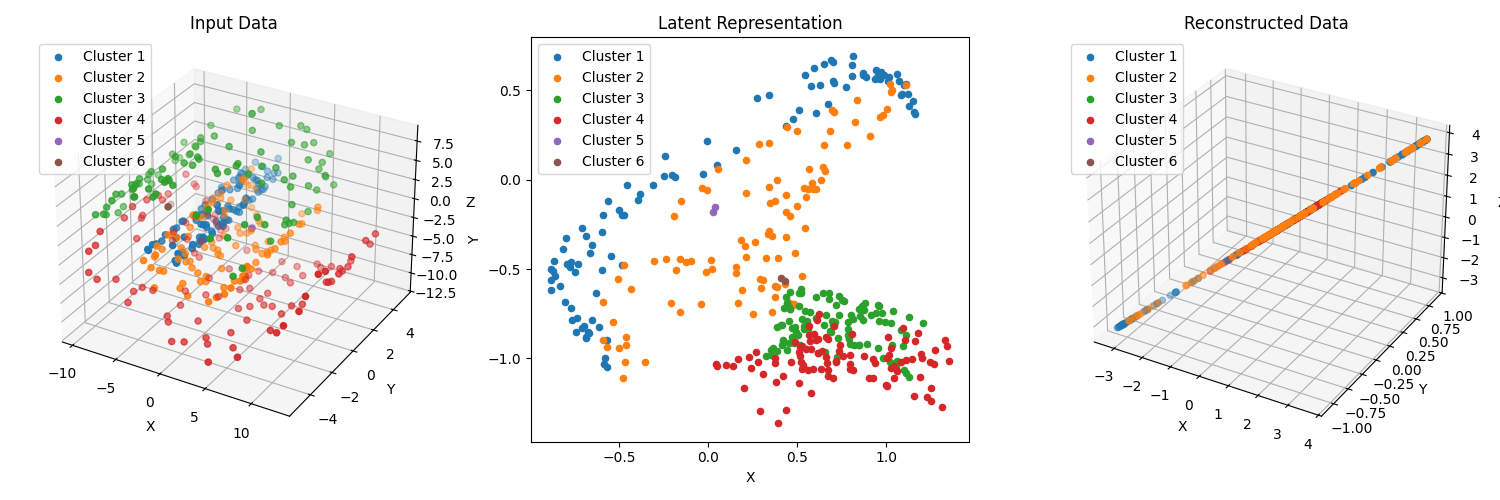 Input Data
Cluster 1
Cluster 2
Cluster 3
Cluster 4
Cluster 5
Cluster 6
7.5
5.0
2.5
0.0
−2.5
−5.0
−7.5
−10.0
−12.5
Z
Y
−10
−5
0
5
10
X
−4
−2
0
2
4
Y
Latent Representation
Cluster 1
Cluster 2
Cluster 3
Cluster 4
Cluster 5
Cluster 6
0.5
0.0
−0.5
−1.0
−0.5
0.0
0.5
1.0
X
Reconstructed Data
Cluster 1
Cluster 2
Cluster 3
Cluster 4
Cluster 5
Cluster 6
4
3
2
1
0
−1
−2
−3
−3
−2
−1
0
1
2
3
4
X
1.00
0.75
0.50
0.25
0.00
−0.25
−0.50
−0.75
−1.00
Y